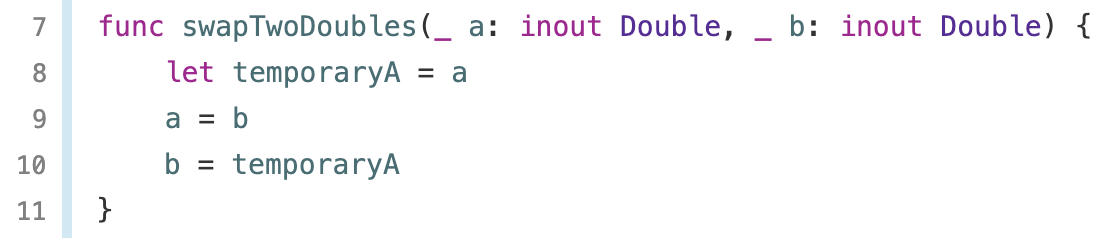 7 func swapTwoDoubles(_ a: inout Double, _ b: inout Double) {
8     let temporaryA = a
9     a = b
10     b = temporaryA
11 }